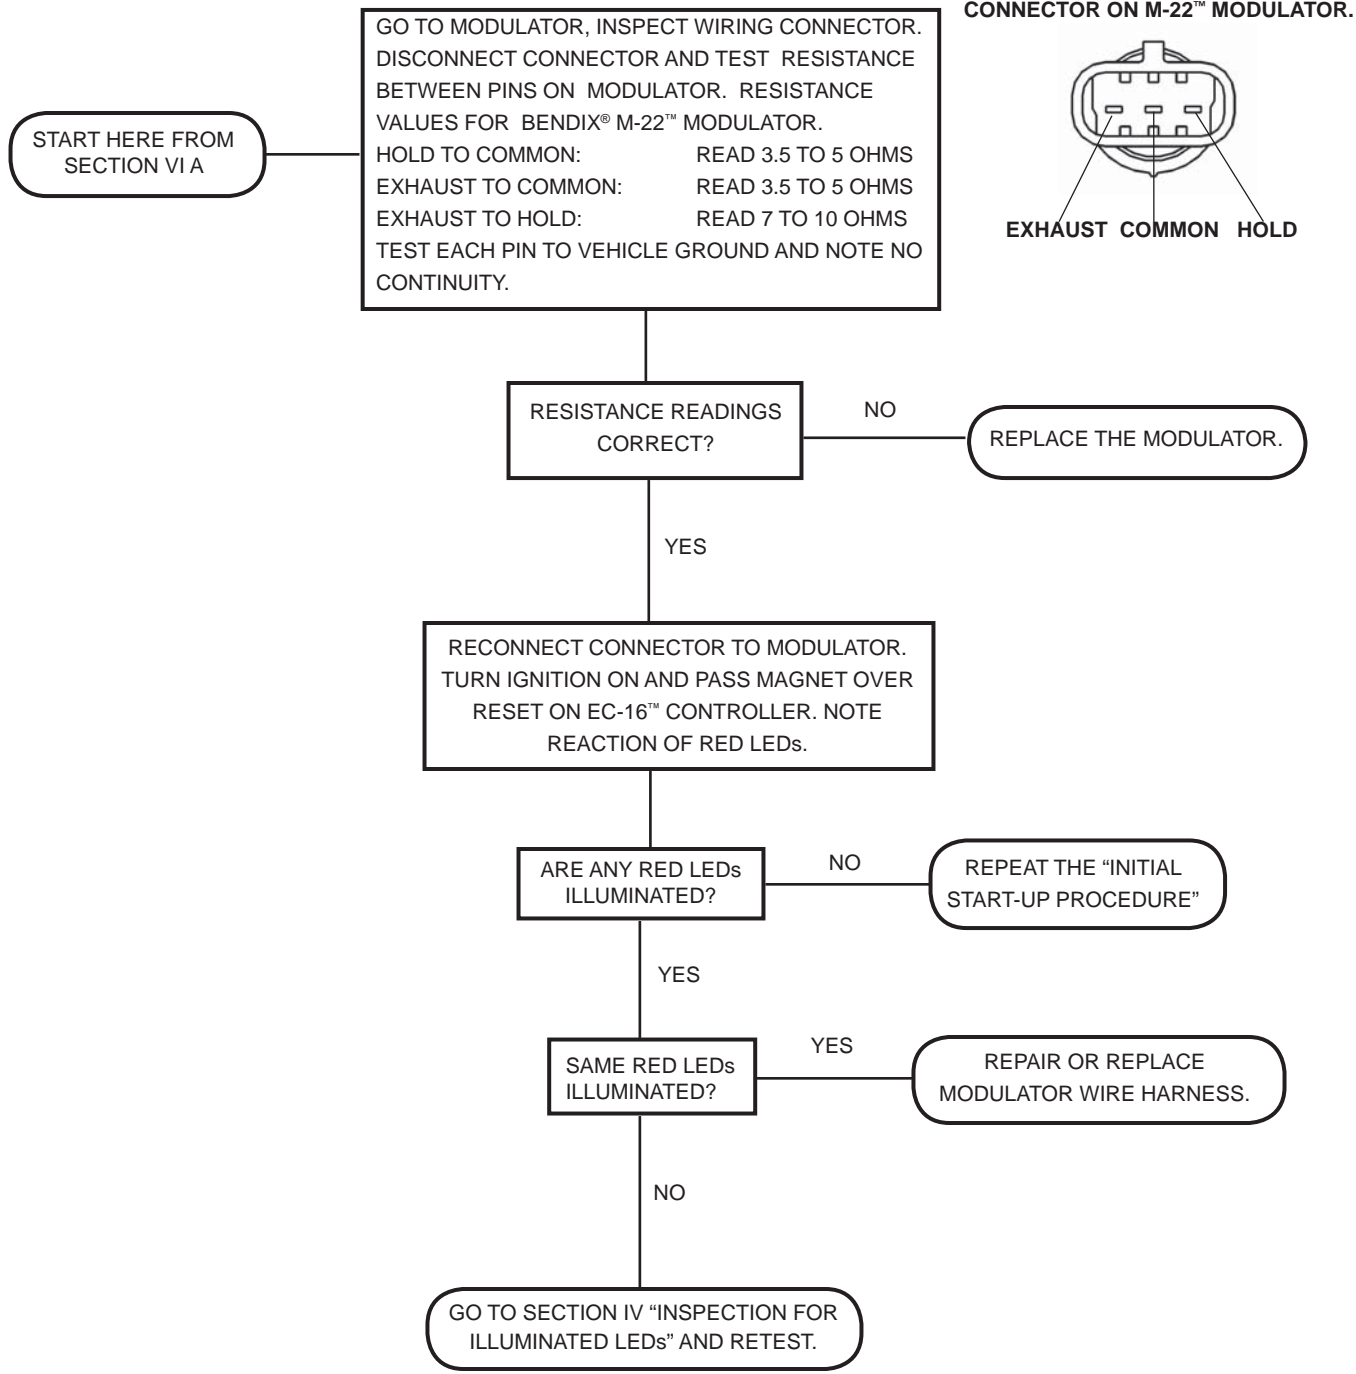 CONNECTOR ON M-22™ MODULATOR.
EXHAUST COMMON HOLD
START HERE FROM
SECTION VI A
GO TO MODULATOR, INSPECT WIRING CONNECTOR.
DISCONNECT CONNECTOR AND TEST RESISTANCE
BETWEEN PINS ON MODULATOR. RESISTANCE
VALUES FOR BENDIX® M-22™ MODULATOR.
HOLD TO COMMON: READ 3.5 TO 5 OHMS
EXHAUST TO COMMON: READ 3.5 TO 5 OHMS
EXHAUST TO HOLD: READ 7 TO 10 OHMS
TEST EACH PIN TO VEHICLE GROUND AND NOTE NO
CONTINUITY.
RESISTANCE READINGS
CORRECT?
NO
REPLACE THE MODULATOR.
YES
RECONNECT CONNECTOR TO MODULATOR.
TURN IGNITION ON AND PASS MAGNET OVER
RESET ON EC-16™ CONTROLLER. NOTE
REACTION OF RED LEDs.
ARE ANY RED LEDs
ILLUMINATED?
NO
REPEAT THE “INITIAL
START-UP PROCEDURE”
YES
SAME RED LEDs
ILLUMINATED?
YES
REPAIR OR REPLACE
MODULATOR WIRE HARNESS.
NO
GO TO SECTION IV “INSPECTION FOR
ILLUMINATED LEDs” AND RETEST.